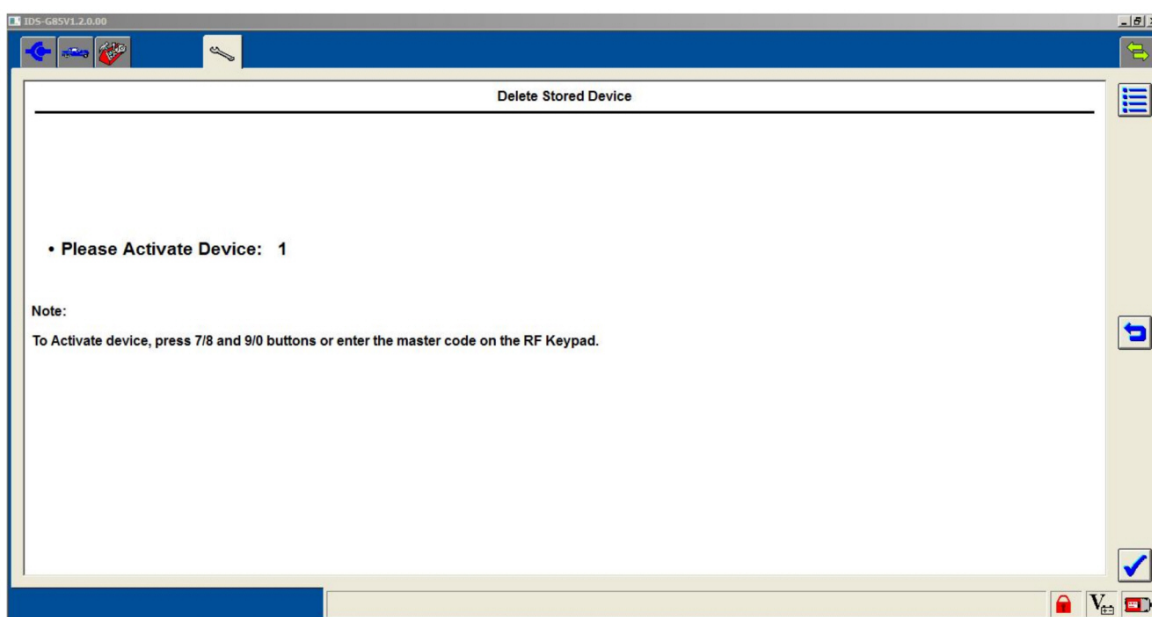 IDS-G85V1.2.0.00
Delete Stored Device
• Please Activate Device: 1
Note:
To Activate device, press 7/8 and 9/0 buttons or enter the master code on the RF Keypad.
V